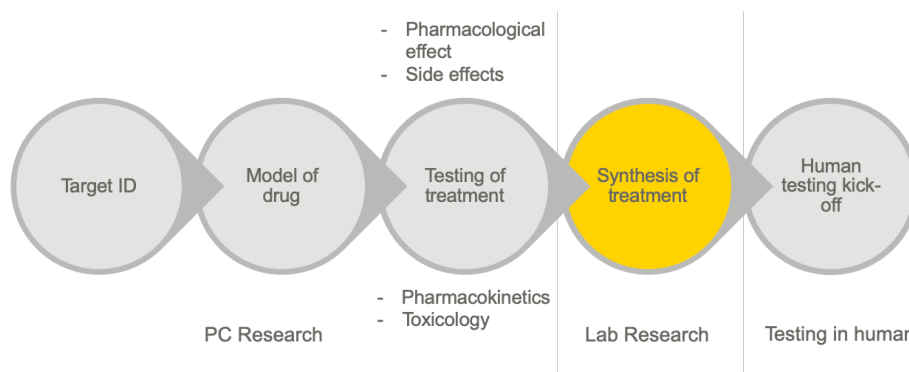 - Pharmacological
effect
- Side effects
Target ID
Model of
drug
Testing of
treatment
Synthesis of
treatment
Human
testing kick-
off
- Pharmacokinetics
- Toxicology
PC Research
Lab Research
Testing in human